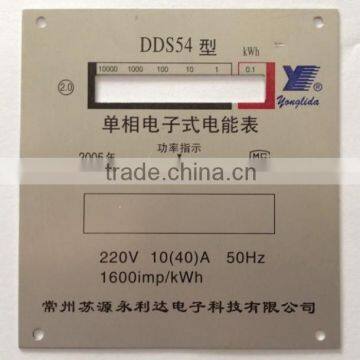 DDS54 型
kWh
10000 1000 100 10 1 0.1
2.0
Yonglida
®
单相电子式电能表
功率指示
2005年
MC
trade.china.cn
220V 10(40)A 50Hz
1600imp/kWh
常州苏源永利达电子科技有限公司